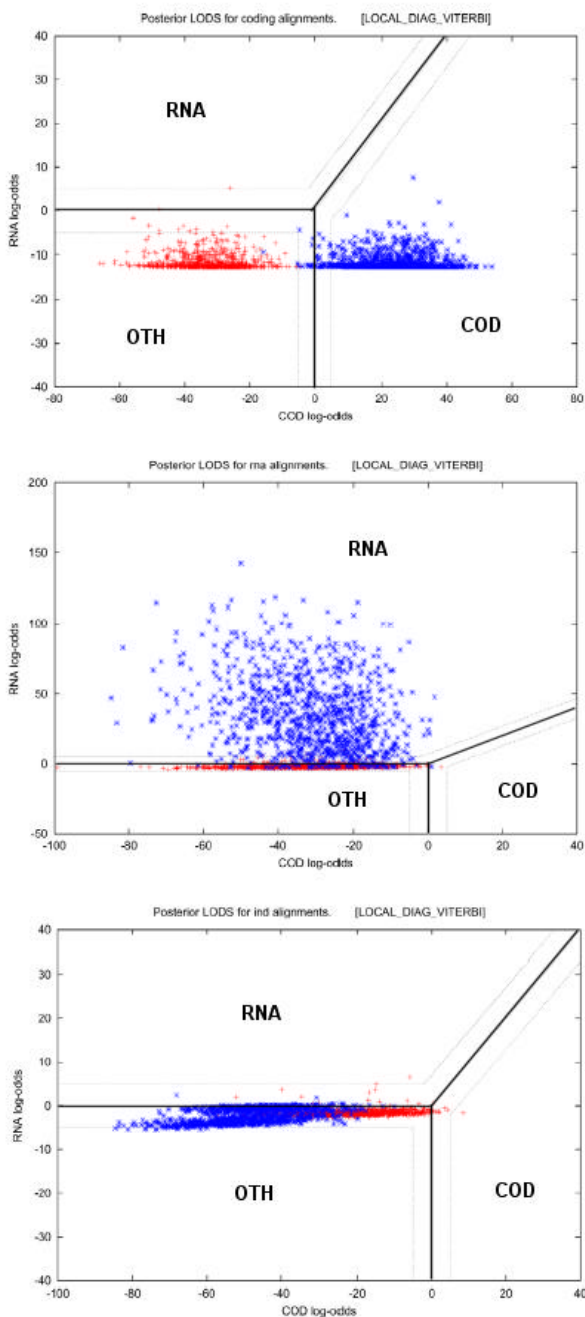 Posterior LODS for coding alignments. [LOCAL_DIAG_VITERBI]
40
30
20
10
0
-10
-20
-30
-40
RNA log-odds
RNA
OTH
COD
-80 -60 -40 -20 0 20 40 60 80
COD log-odds
Posterior LODS for rna alignments. [LOCAL_DIAG_VITERBI]
200
150
100
50
0
-50
RNA log-odds
RNA
OTH
COD
-100 -80 -60 -40 -20 0 20 40
COD log-odds
Posterior LODS for ind alignments. [LOCAL_DIAG_VITERBI]
40
30
20
10
0
-10
-20
-30
-40
RNA log-odds
RNA
OTH
COD
-100 -80 -60 -40 -20 0 20 40
COD log-odds